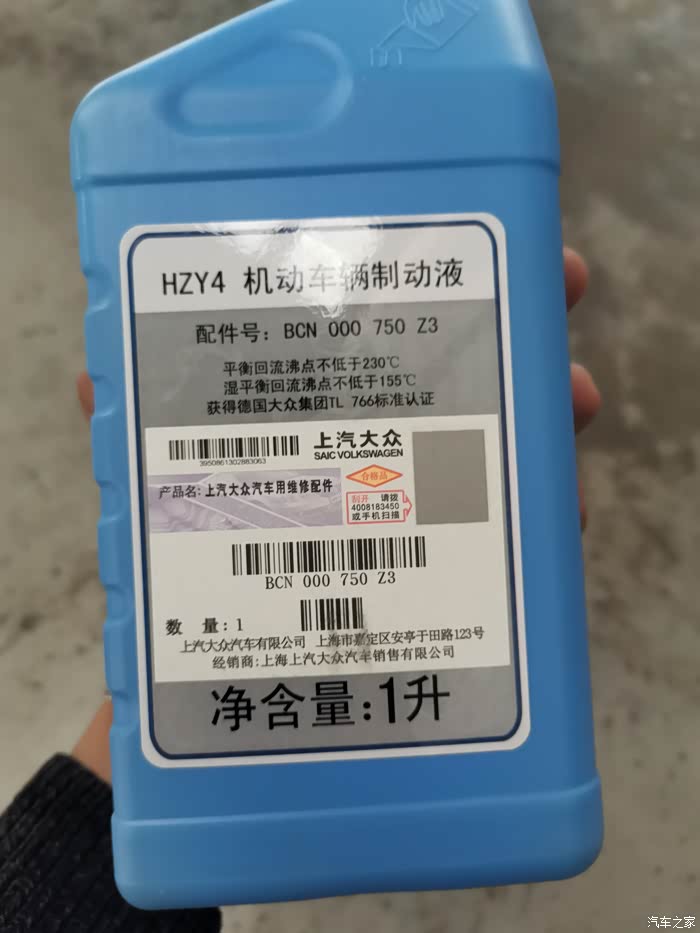 HZY4 机动车辆制动液
配件号：BCN 000 750 Z3
平衡回流沸点不低于230℃
湿平衡回流沸点不低于155℃
获得德国大众集团TL 766标准认证
3950861302883063
上汽大众
SAIC VOLKSWAGEN
产品名：上汽大众汽车用维修配件
合格品
刮开 请拨
4008183450
或手机扫描
BCN 000 750 Z3
数 量：1
上汽大众汽车有限公司 上海市嘉定区安亭于田路123号
经销商：上海上汽大众汽车销售有限公司
净含量：1升
汽车之家